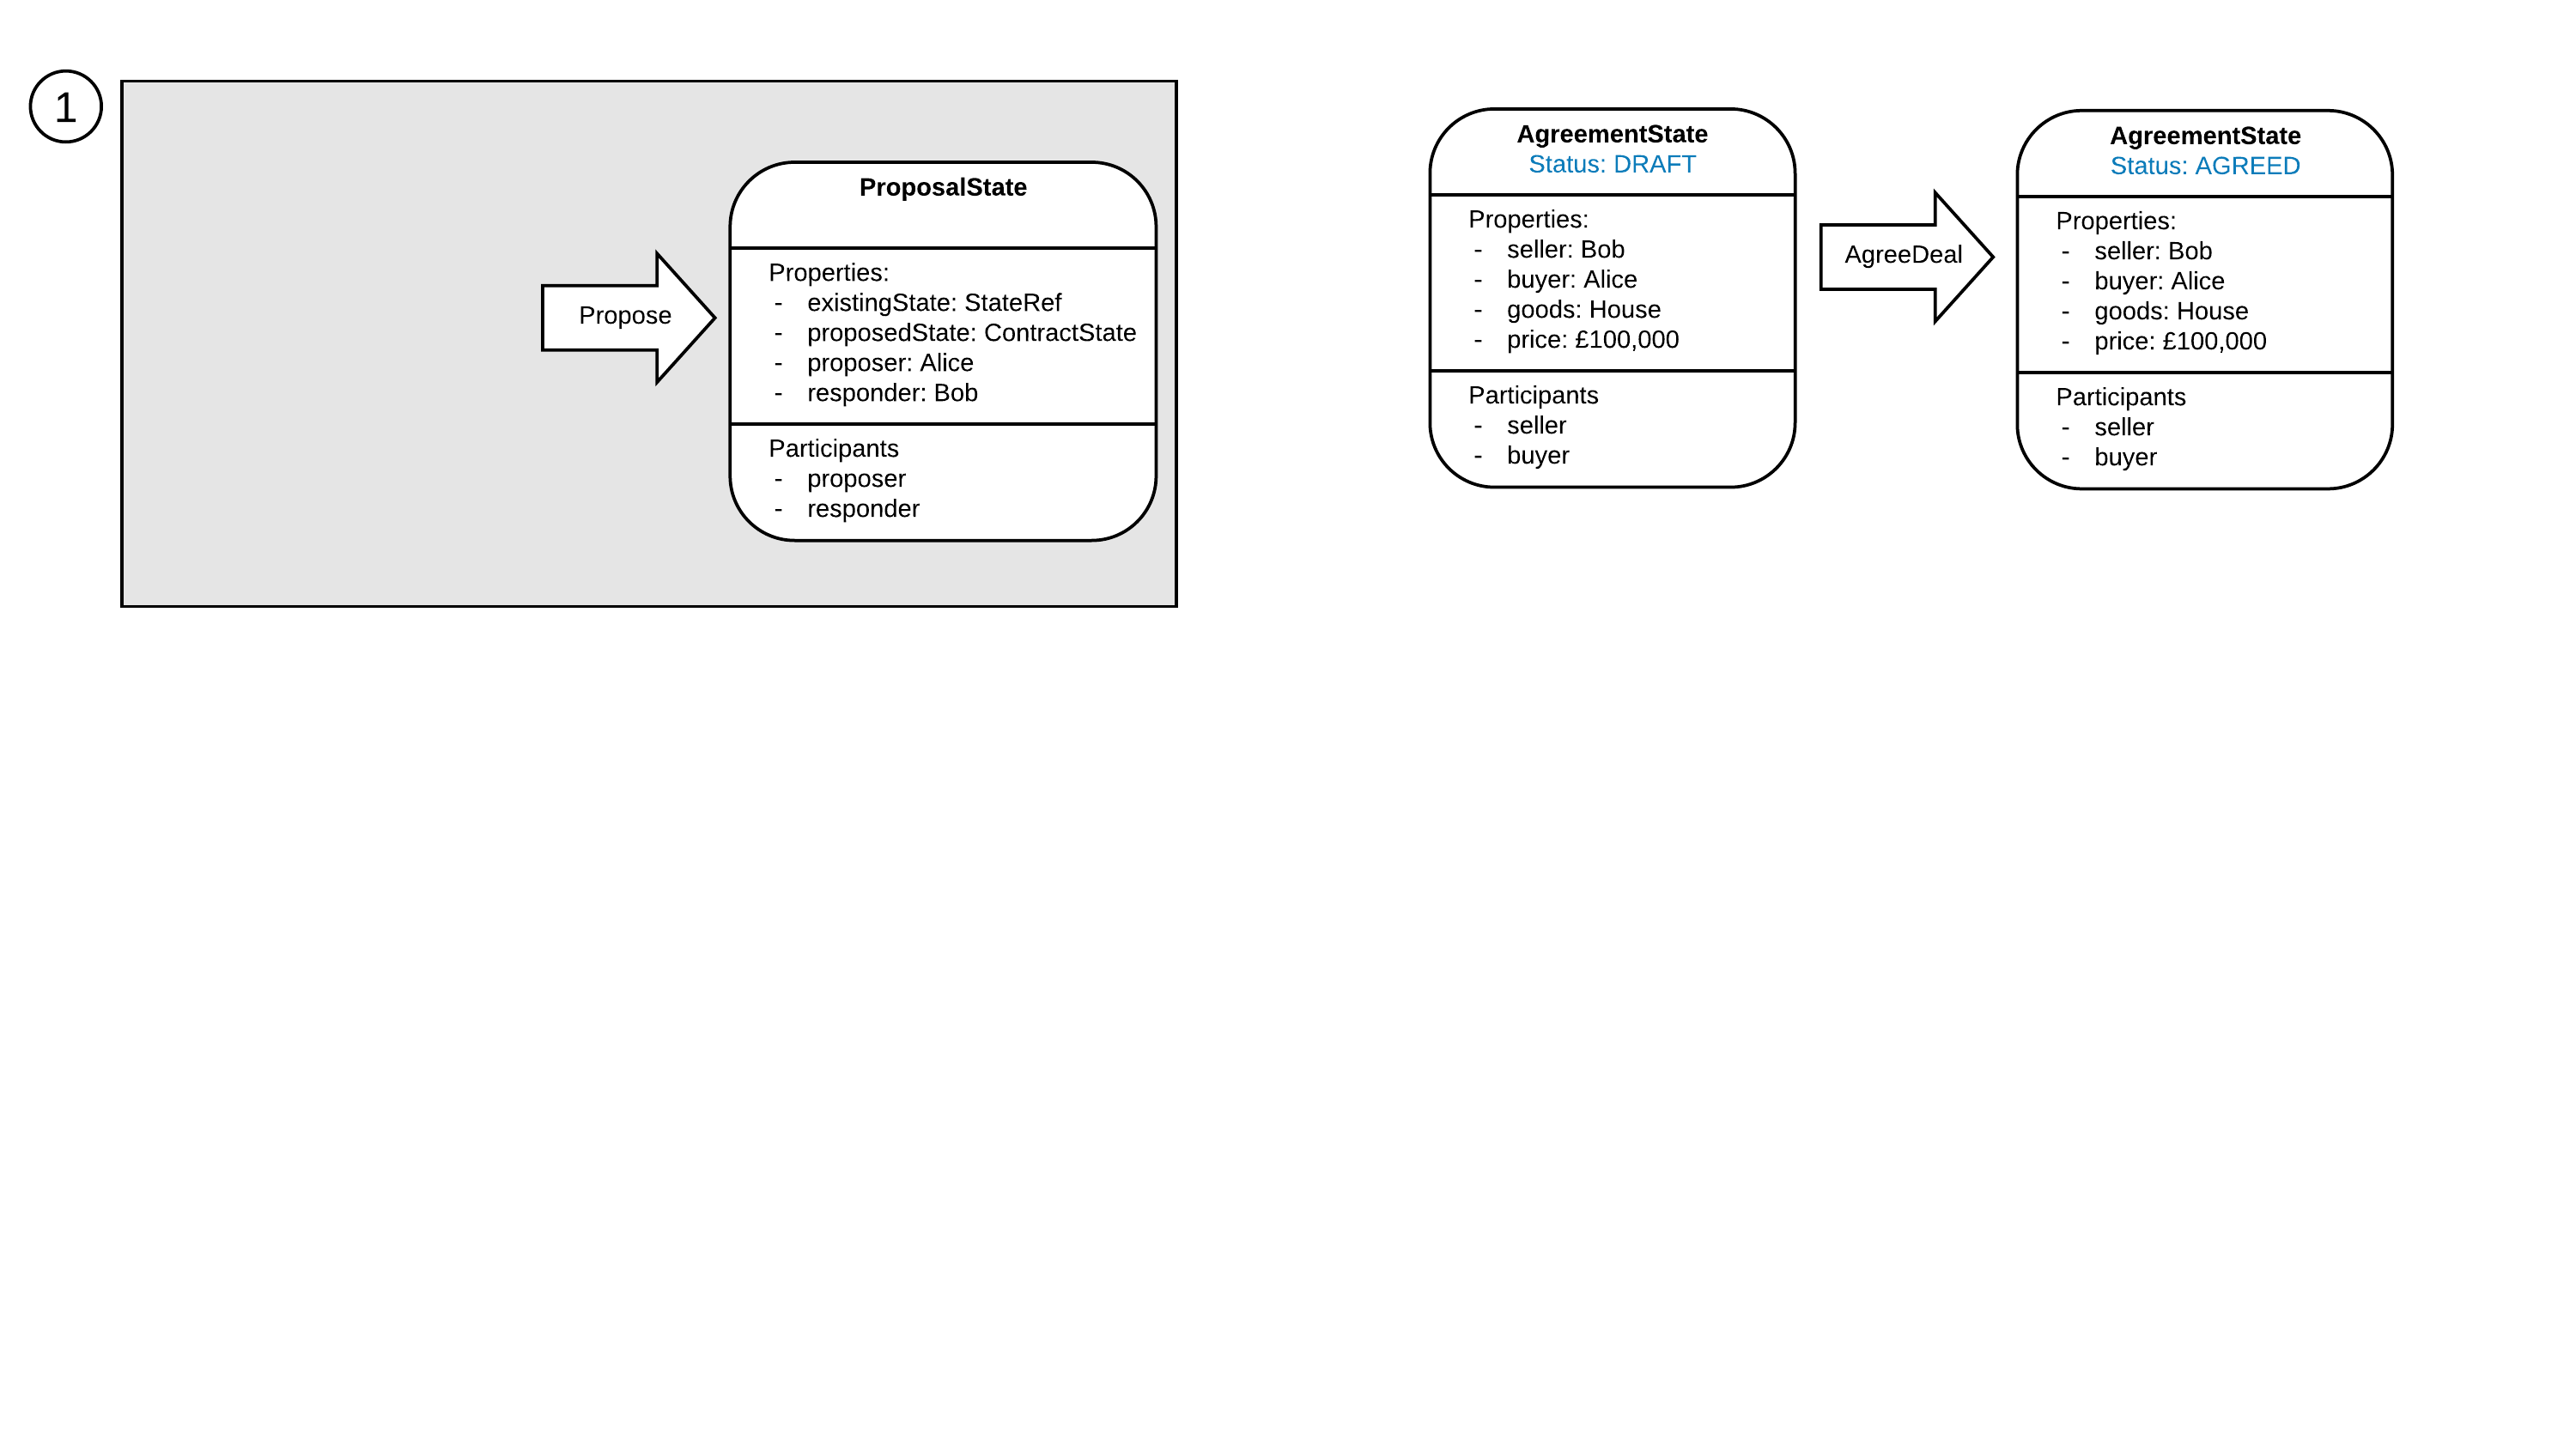 1
Propose
ProposalState
Properties:
- existingState: StateRef
- proposedState: ContractState
- proposer: Alice
- responder: Bob
Participants
- proposer
- responder
AgreementState
Status: DRAFT
Properties:
- seller: Bob
- buyer: Alice
- goods: House
- price: £100,000
Participants
- seller
- buyer
AgreeDeal
AgreementState
Status: AGREED
Properties:
- seller: Bob
- buyer: Alice
- goods: House
- price: £100,000
Participants
- seller
- buyer